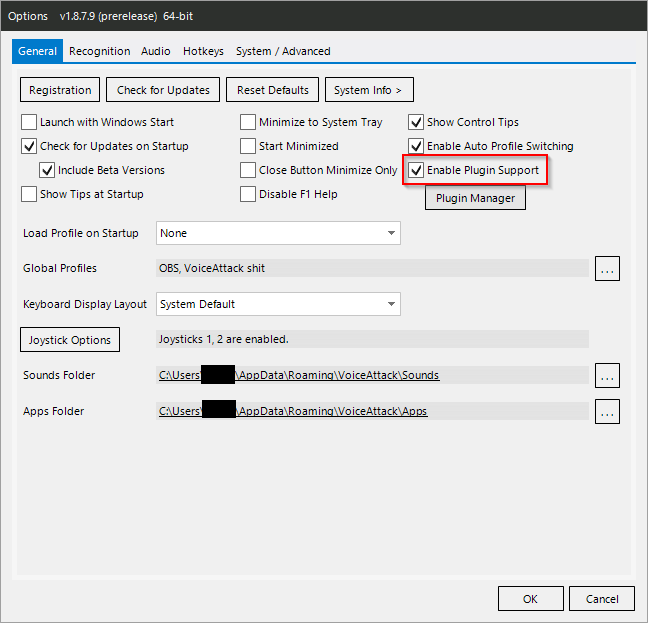 Options v1.8.7.9 (prerelease) 64-bit
General Recognition Audio Hotkeys System / Advanced
Registration Check for Updates Reset Defaults System Info >
Launch with Windows Start Minimize to System Tray Show Control Tips
Check for Updates on Startup Start Minimized Enable Auto Profile Switching
Include Beta Versions Close Button Minimize Only Enable Plugin Support
Show Tips at Startup Disable F1 Help Plugin Manager
Load Profile on Startup None
Global Profiles OBS, VoiceAttack shit ...
Keyboard Display Layout System Default
Joystick Options Joysticks 1, 2 are enabled.
Sounds Folder C:\Users\ \AppData\Roaming\VoiceAttack\Sounds ...
Apps Folder C:\Users\ \AppData\Roaming\VoiceAttack\Apps ...
OK Cancel